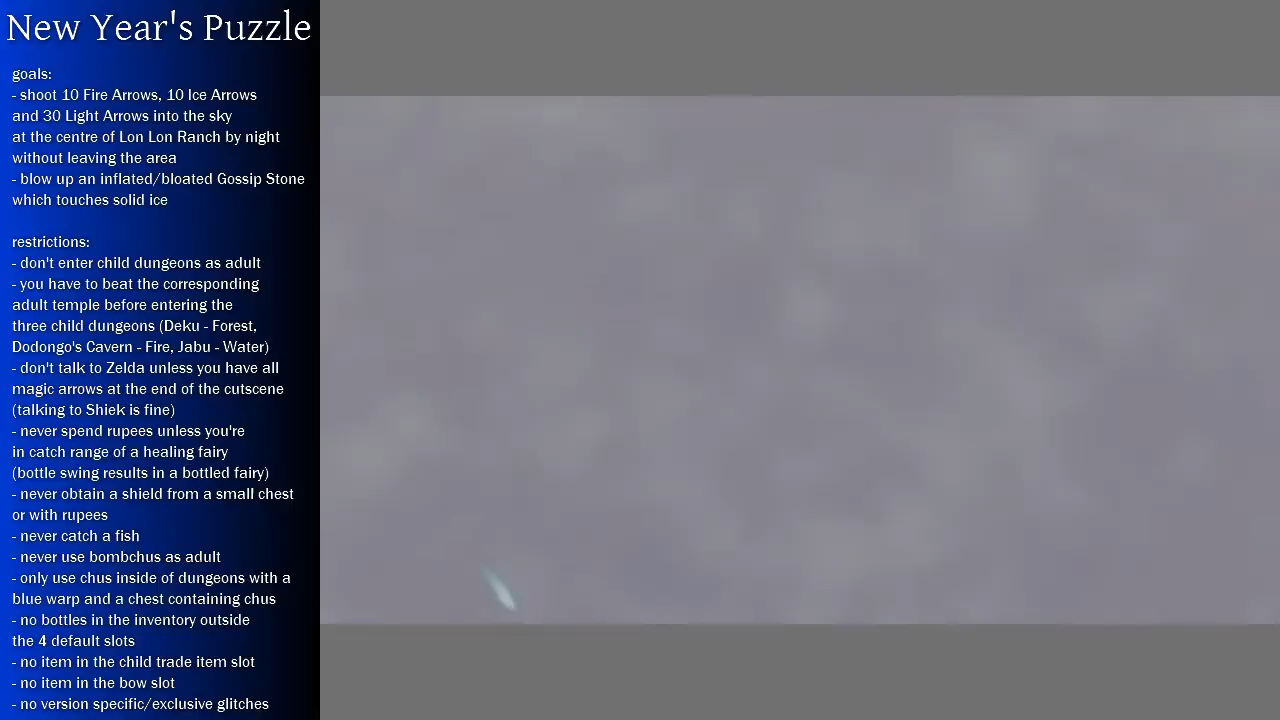 New Year's Puzzle
goals:
- shoot 10 Fire Arrows, 10 Ice Arrows
and 30 Light Arrows into the sky
at the centre of Lon Lon Ranch by night
without leaving the area
- blow up an inflated/bloated Gossip Stone
which touches solid ice
restrictions:
- don't enter child dungeons as adult
- you have to beat the corresponding
adult temple before entering the
three child dungeons (Deku - Forest,
Dodongo's Cavern - Fire, Jabu - Water)
- don't talk to Zelda unless you have all
magic arrows at the end of the cutscene
(talking to Shiek is fine)
- never spend rupees unless you're
in catch range of a healing fairy
(bottle swing results in a bottled fairy)
- never obtain a shield from a small chest
or with rupees
- never catch a fish
- never use bombchus as adult
- only use chus inside of dungeons with a
blue warp and a chest containing chus
- no bottles in the inventory outside
the 4 default slots
- no item in the child trade item slot
- no item in the bow slot
- no version specific/exclusive glitches